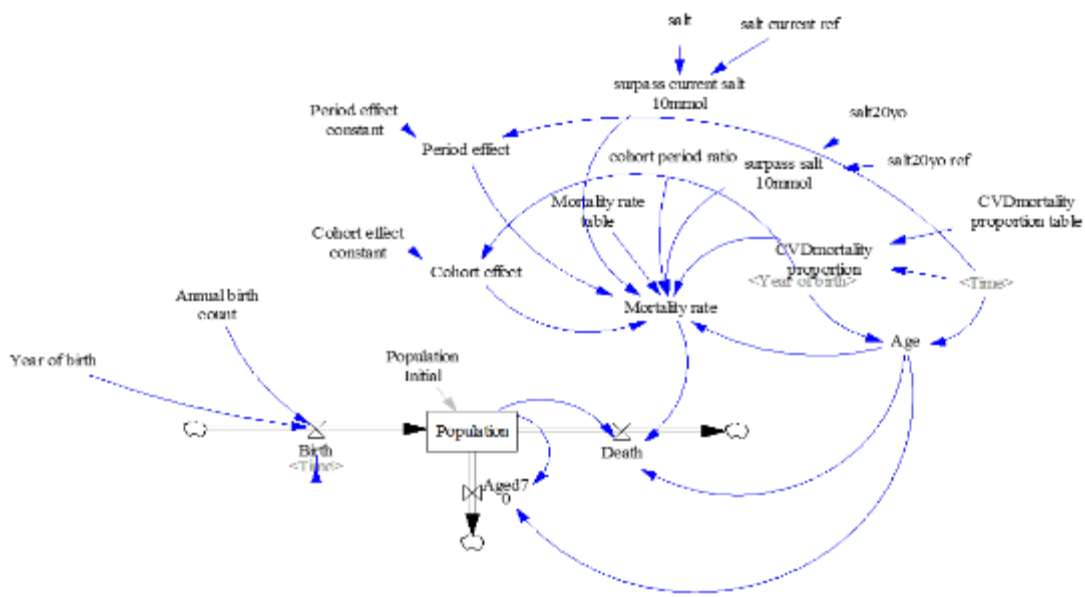 salt
salt current ref
surpass current salt
10mmol
Period effect
constant
salt20yo
Period effect
cohort period ratio
surpass salt
10mmol
salt20yo ref
Mortality rate
table
CVDmortality
proportion table
Cohort effect
constant
CVDmortality
proportion
Cohort effect
<Year of birth>
<Time>
Annual birth
count
Mortality rate
Age
Year of birth
Population
Initial
Population
Birth
<Time>
Death
Aged7
0